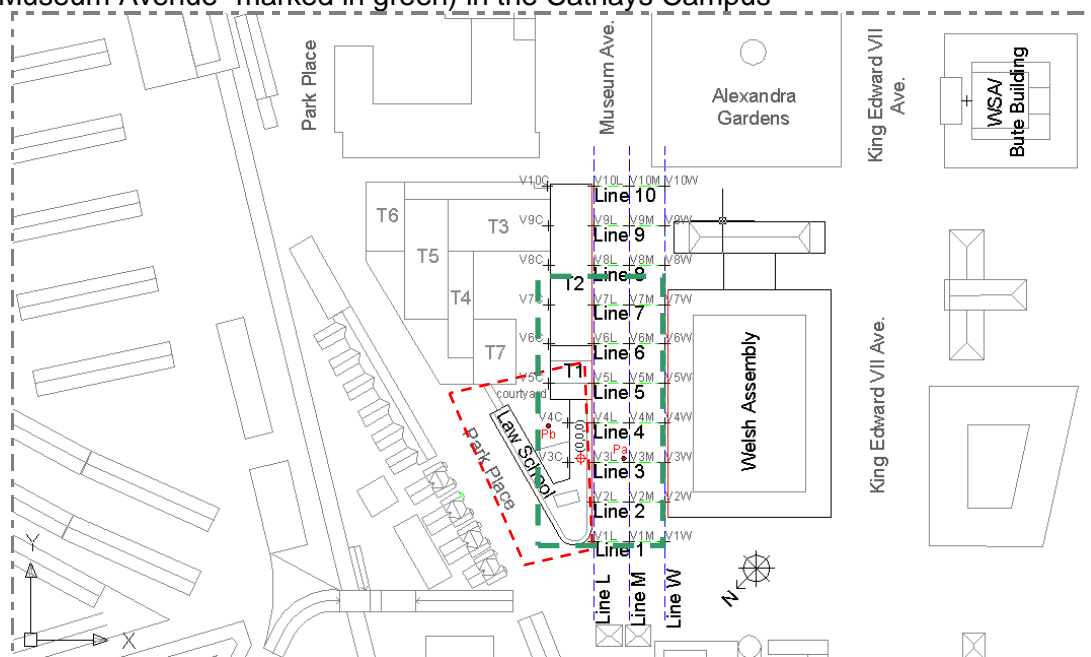 Museum Avenue" marked in green) in the Cathays Campus
Park Place
Museum Ave.
Alexandra
Gardens
King Edward VII
Ave.
WSA/
Bute Building
V10C
V10L
V10M
V10W
Line 10
T6
T3
V9C
V9L
V9M
V9W
Line 9
T5
V8C
V8L
V8M
V8W
Line 8
T2
T4
V7C
V7L
V7M
V7W
Line 7
V6C
V6L
V6M
V6W
Line 6
T7
T1
V5C
V5L
V5M
V5W
Line 5
courtyard
V4C
V4L
V4M
V4W
Line 4
Pb
Pa
(0,0,0)
V3C
V3L
V3M
V3W
Line 3
Law School
Park Place
V2L
V2M
V2W
Line 2
V1L
V1M
V1W
Line 1
Welsh Assembly
King Edward VII Ave.
Line L
Line M
Line W
N
Y
X